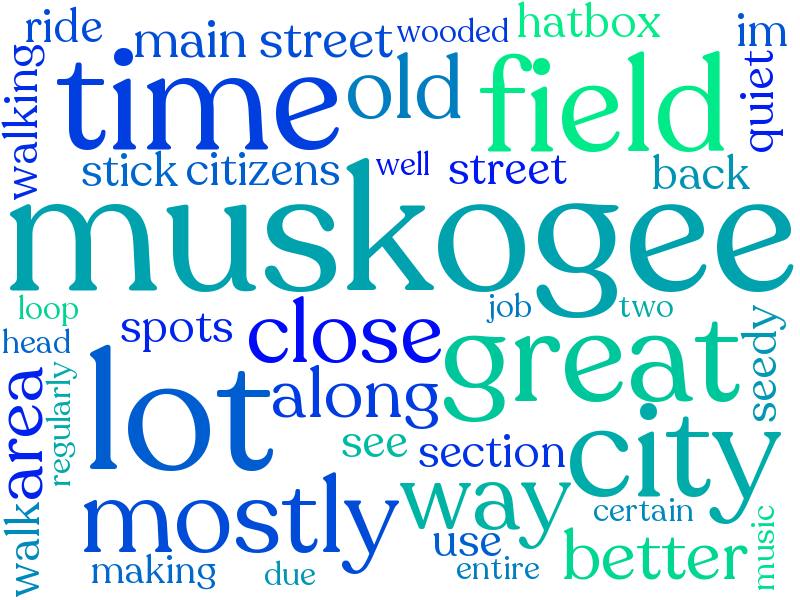 ride
main street
wooded
hatbox
im
walking
time
old
field
quiet
stick
citizens
well
street
back
muskogee
loop
spots
close
job
two
head
great
seedy
area
regularly
lot
along
see
section
city
walk
mostly
way
certain
music
making
due
use
entire
better